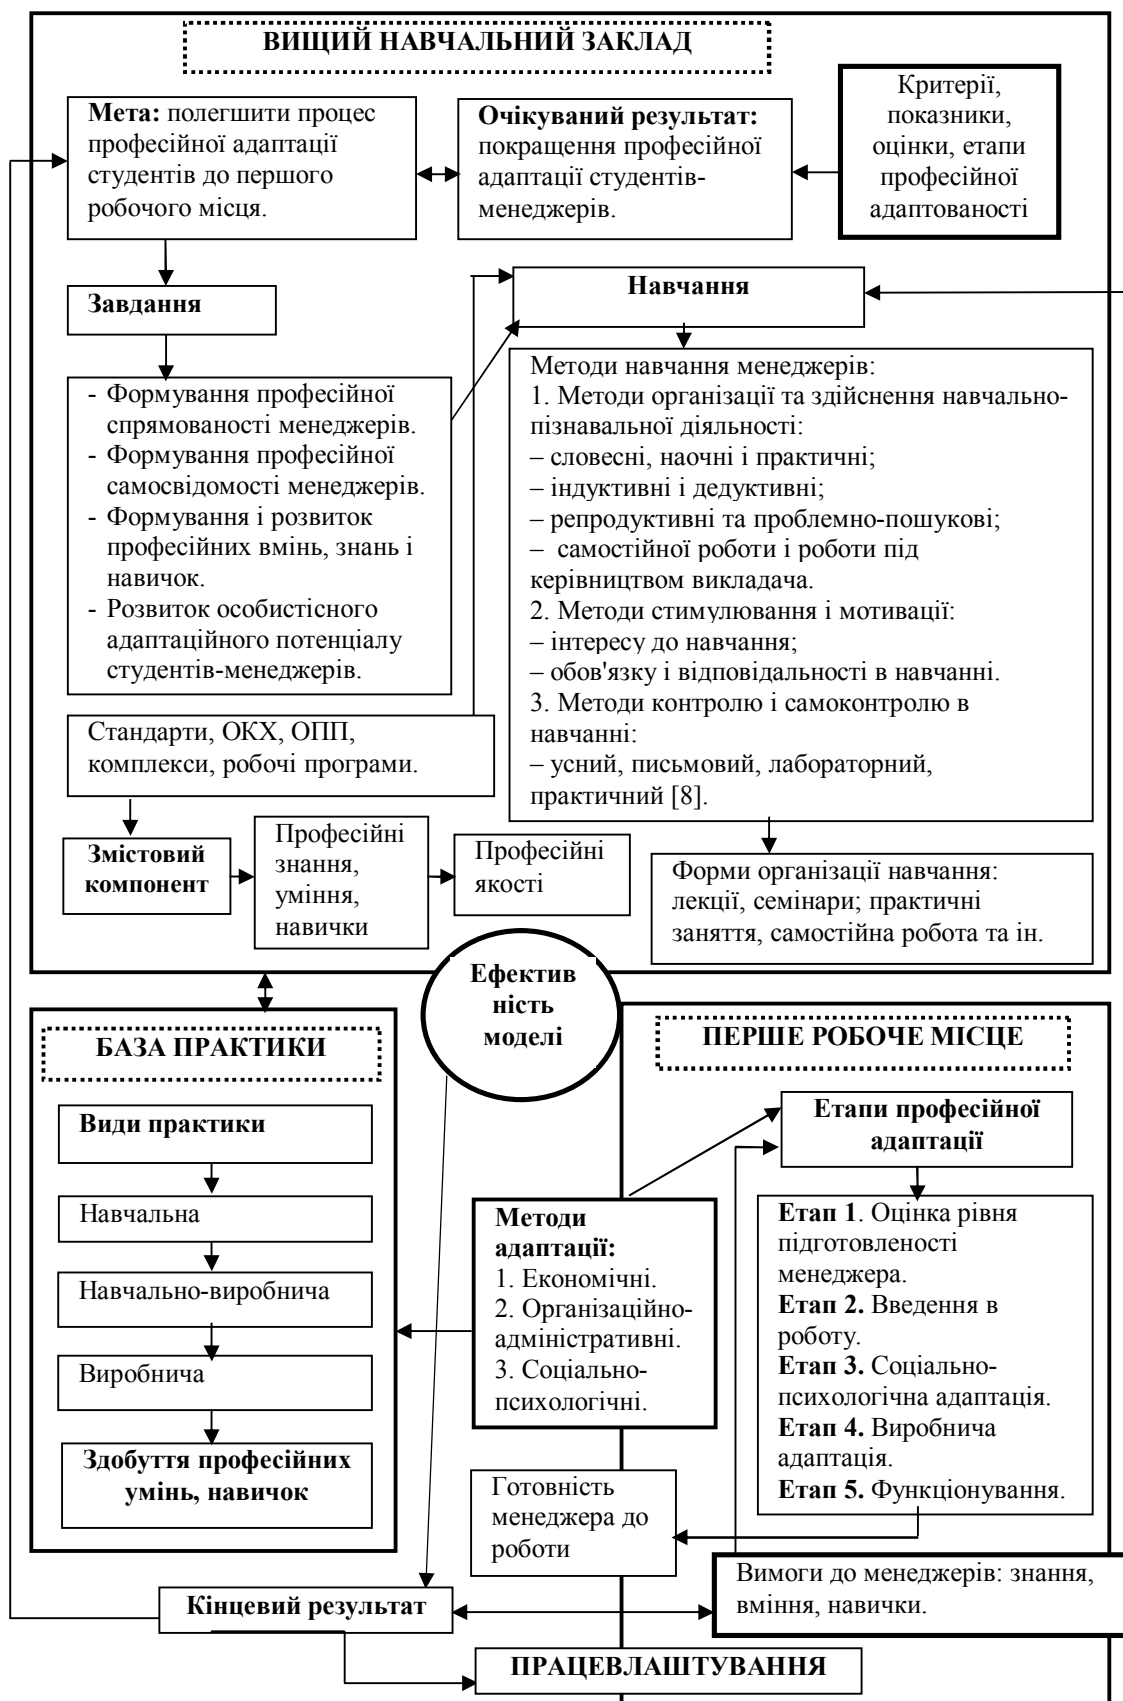 ВИЩИЙ НАВЧАЛЬНИЙ ЗАКЛАД
Мета: полегшити процес
професійної адаптації
студентів до першого
робочого місця.
Очікуваний результат:
покращення професійної
адаптації студентів-
менеджерів.
Критерії,
показники,
оцінки, етапи
професійної
адаптованості
Завдання
Навчання
- Формування професійної
спрямованості менеджерів.
- Формування професійної
самосвідомості менеджерів.
- Формування і розвиток
професійних вмінь, знань і
навичок.
- Розвиток особистісного
адаптаційного потенціалу
студентів-менеджерів.
Методи навчання менеджерів:
1. Методи організації та здійснення навчально-
пізнавальної діяльності:
– словесні, наочні і практичні;
– індуктивні і дедуктивні;
– репродуктивні та проблемно-пошукові;
– самостійної роботи і роботи під
керівництвом викладача.
2. Методи стимулювання і мотивації:
– інтересу до навчання;
– обов'язку і відповідальності в навчанні.
3. Методи контролю і самоконтролю в
навчанні:
– усний, письмовий, лабораторний,
практичний [8].
Стандарти, ОКХ, ОПП,
комплекси, робочі програми.
Змістовий
компонент
Професійні
знання,
уміння,
навички
Професійні
якості
Форми організації навчання:
лекції, семінари; практичні
заняття, самостійна робота та ін.
Ефектив
ність
моделі
БАЗА ПРАКТИКИ
Види практики
Навчальна
Навчально-виробнича
Виробнича
Здобуття професійних
умінь, навичок
Методи
адаптації:
1. Економічні.
2. Організаційно-
адміністративні.
3. Соціально-
психологічні.
ПЕРШЕ РОБОЧЕ МІСЦЕ
Етапи професійної
адаптації
Етап 1. Оцінка рівня
підготовленості
менеджера.
Етап 2. Введення в
роботу.
Етап 3. Соціально-
психологічна адаптація.
Етап 4. Виробнича
адаптація.
Етап 5. Функціонування.
Готовність
менеджера до
роботи
Вимоги до менеджерів: знання,
вміння, навички.
Кінцевий результат
ПРАЦЕВЛАШТУВАННЯ